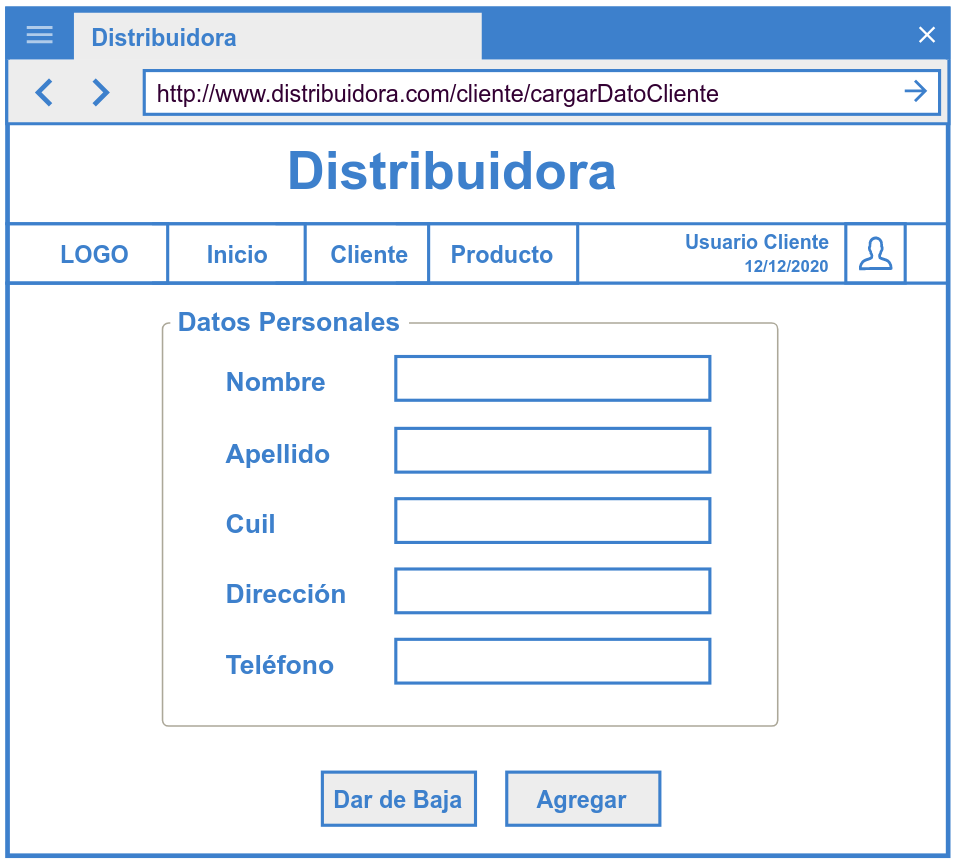 Distribuidora
http://www.distribuidora.com/cliente/cargarDatoCliente
Distribuidora
LOGO Inicio Cliente Producto Usuario Cliente
12/12/2020
Datos Personales
Nombre
Apellido
Cuil
Dirección
Teléfono
Dar de Baja Agregar